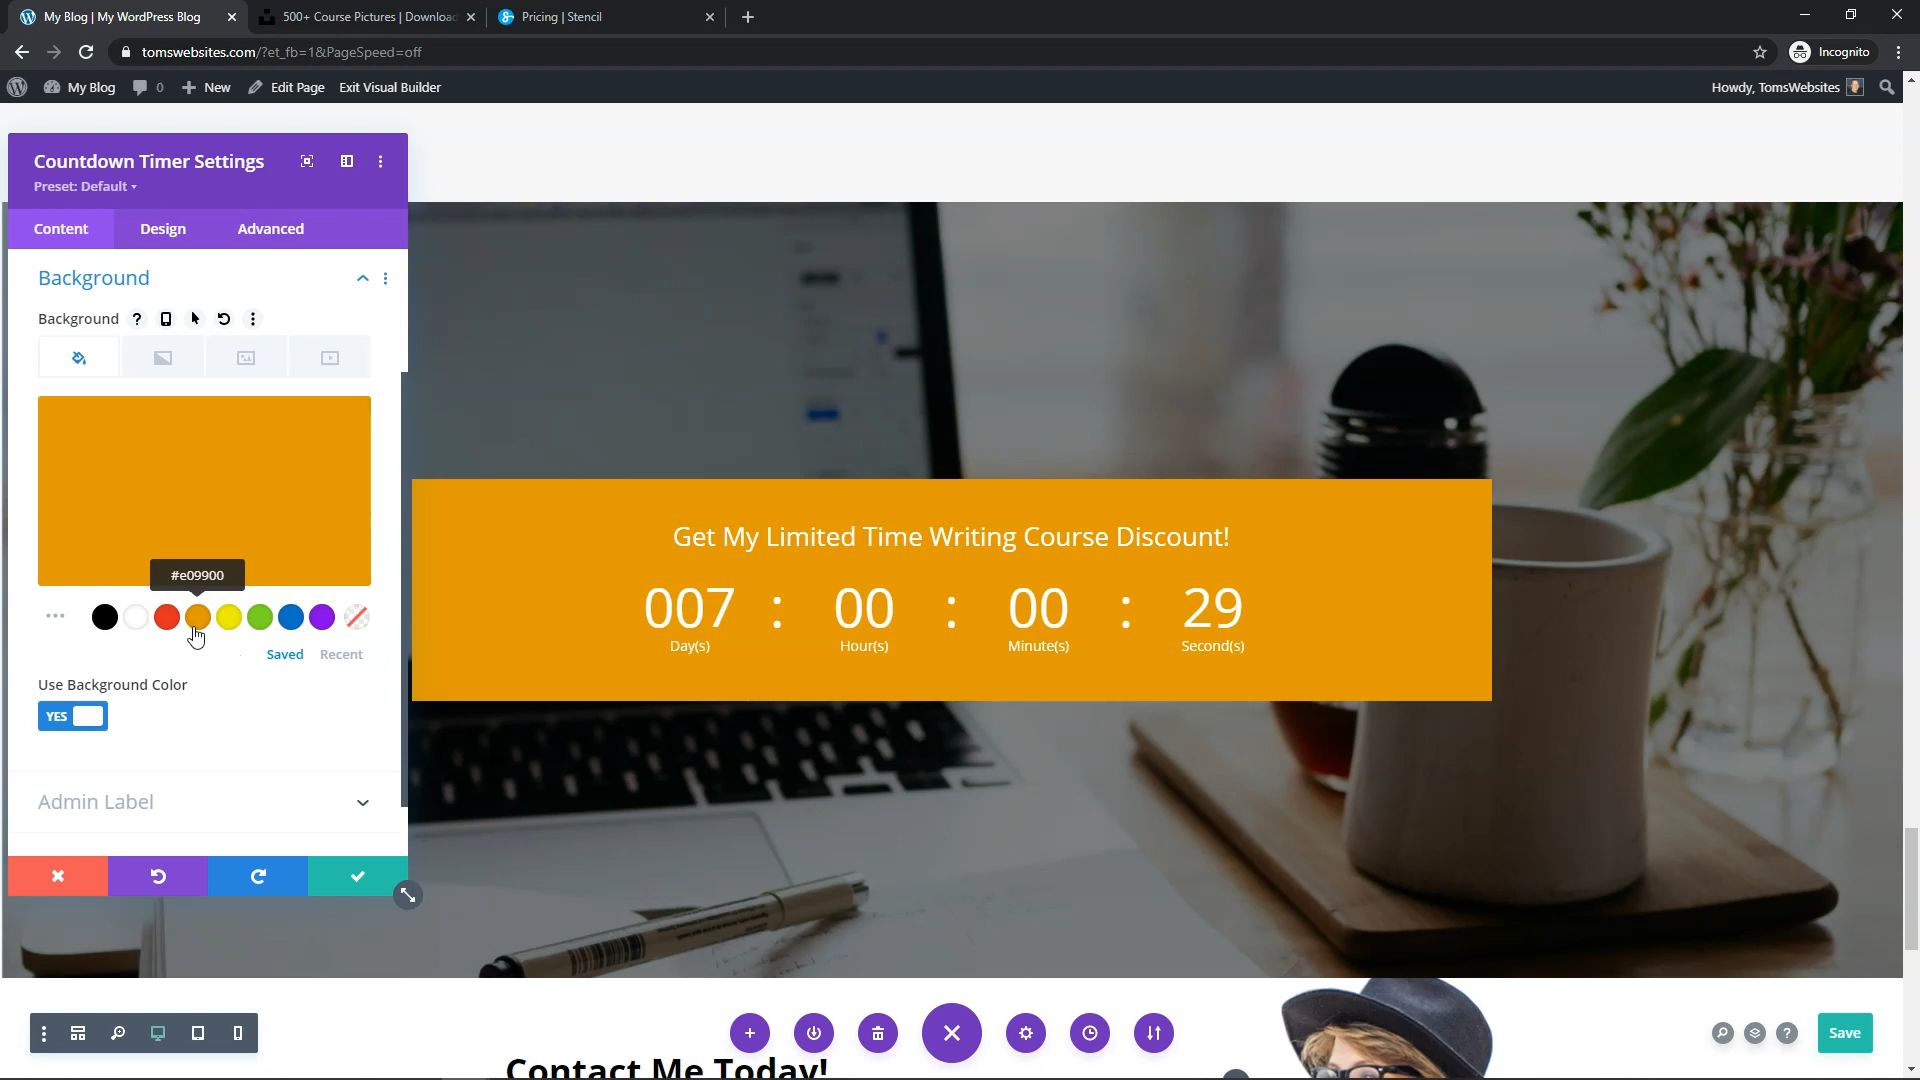 My Blog | My WordPress Blog
500+ Course Pictures | Download
Pricing | Stencil
tomswebsites.com/?et_fb=1&PageSpeed=off
Incognito
My Blog
0
New
Edit Page
Exit Visual Builder
Howdy, TomsWebsites
Countdown Timer Settings
Preset: Default
Content
Design
Advanced
Background
Background
?
#e09900
Saved
Recent
Use Background Color
YES
Admin Label
Get My Limited Time Writing Course Discount!
007 : 00 : 00 : 29
Day(s) Hour(s) Minute(s) Second(s)
?
Save
Contact Me Today!